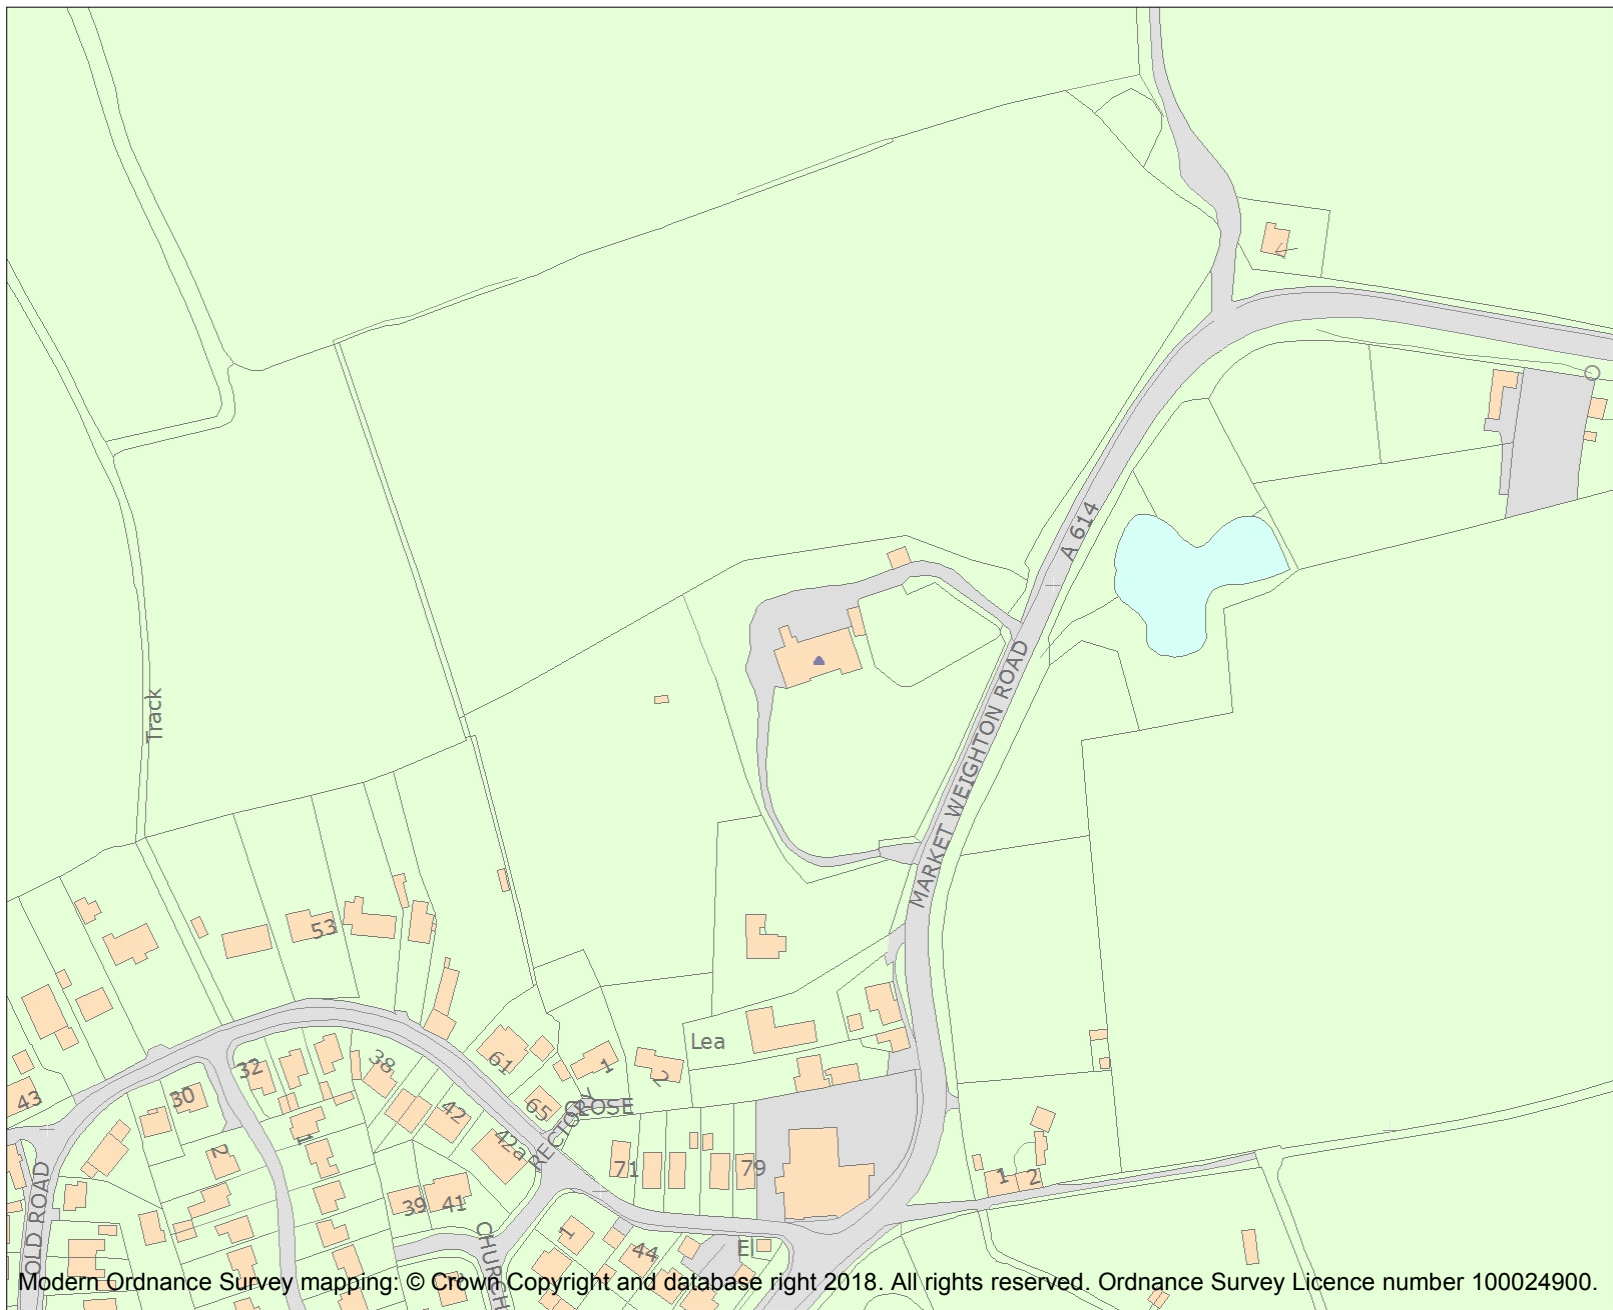 A 614
Track
MARKET WEIGHTON ROAD
53
Lea
61
1
2
38
32
43
30
65
CLOSE
RECTORY
42
42a
1
2
71
79
1
2
39
41
OLD ROAD
CHURCH
1
44
El
Modern Ordnance Survey mapping: © Crown Copyright and database right 2018. All rights reserved. Ordnance Survey Licence number 100024900.